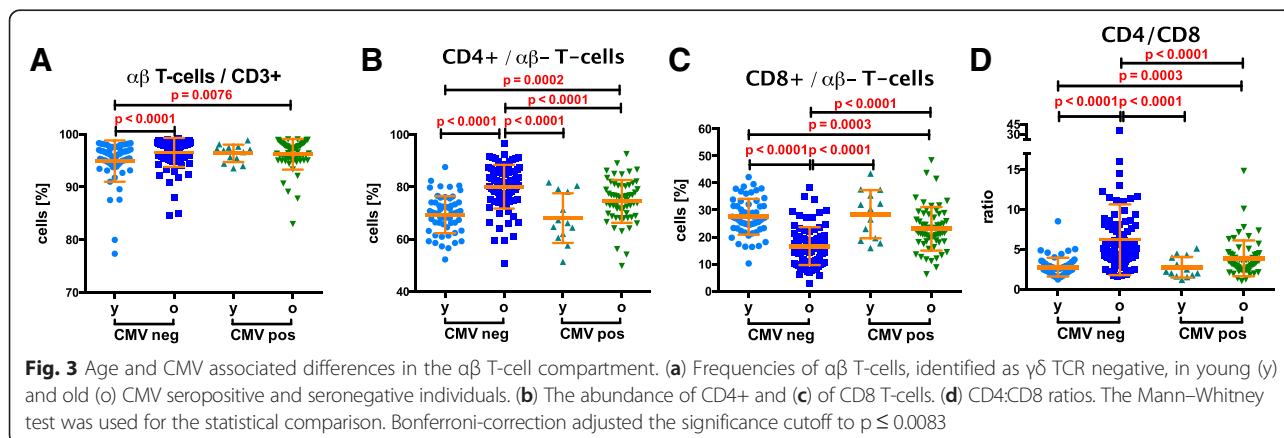 A
αβ T-cells / CD3+
p = 0.0076
p < 0.0001
100
90
80
70
cells [%]
y o y o
CMV neg CMV pos
B
CD4+ / αβ- T-cells
p = 0.0002
p < 0.0001
p < 0.0001 p < 0.0001
100
80
60
40
cells [%]
y o y o
CMV neg CMV pos
C
CD8+ / αβ- T-cells
p < 0.0001
p = 0.0003
p < 0.0001 p < 0.0001
60
50
40
30
20
10
0
cells [%]
y o y o
CMV neg CMV pos
D
CD4/CD8
p < 0.0001
p = 0.0003
p < 0.0001 p < 0.0001
45
30
15
10
5
0
ratio
y o y o
CMV neg CMV pos
Fig. 3 Age and CMV associated differences in the αβ T-cell compartment. (a) Frequencies of αβ T-cells, identified as γδ TCR negative, in young (y)
and old (o) CMV seropositive and seronegative individuals. (b) The abundance of CD4+ and (c) of CD8 T-cells. (d) CD4:CD8 ratios. The Mann–Whitney
test was used for the statistical comparison. Bonferroni-correction adjusted the significance cutoff to p ≤ 0.0083